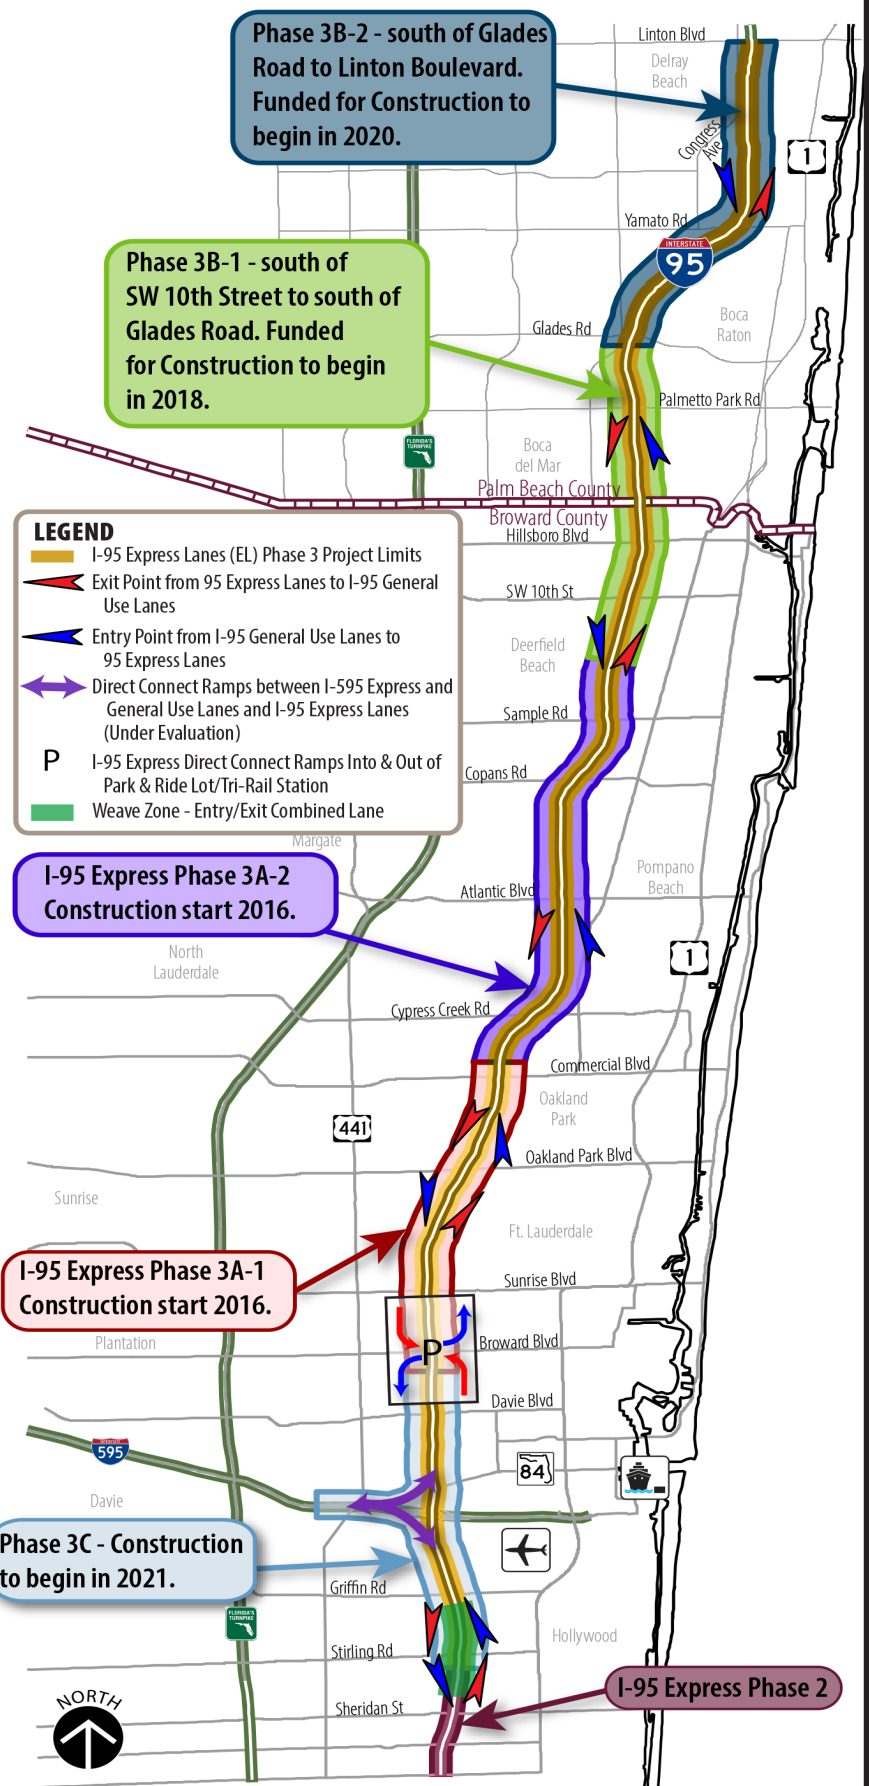 Phase 3B-2 - south of Glades
Road to Linton Boulevard.
Funded for Construction to
begin in 2020.
Linton Blvd
Delray
Beach
Congress
Ave
1
Yamato Rd
INTERSTATE
95
Phase 3B-1 - south of
SW 10th Street to south of
Glades Road. Funded
for Construction to begin
in 2018.
Glades Rd
Boca
Raton
Palmetto Park Rd
FLORIDA'S
TURNPIKE
Boca
del Mar
Palm Beach County
Broward County
Hillsboro Blvd
LEGEND
I-95 Express Lanes (EL) Phase 3 Project Limits
Exit Point from 95 Express Lanes to I-95 General
Use Lanes
Entry Point from I-95 General Use Lanes to
95 Express Lanes
Direct Connect Ramps between I-595 Express and
General Use Lanes and I-95 Express Lanes
(Under Evaluation)
P
I-95 Express Direct Connect Ramps Into & Out of
Park & Ride Lot/Tri-Rail Station
Weave Zone - Entry/Exit Combined Lane
SW 10th St
Deerfield
Beach
Sample Rd
Copans Rd
Margate
I-95 Express Phase 3A-2
Construction start 2016.
Atlantic Blvd
Pompano
Beach
North
Lauderdale
1
Cypress Creek Rd
Commercial Blvd
Oakland
Park
441
Oakland Park Blvd
Sunrise
Ft. Lauderdale
I-95 Express Phase 3A-1
Construction start 2016.
Sunrise Blvd
Plantation
P
Broward Blvd
Davie Blvd
INTERSTATE
595
84
Davie
Phase 3C - Construction
to begin in 2021.
Griffin Rd
FLORIDA'S
TURNPIKE
Stirling Rd
Hollywood
I-95 Express Phase 2
Sheridan St
NORTH